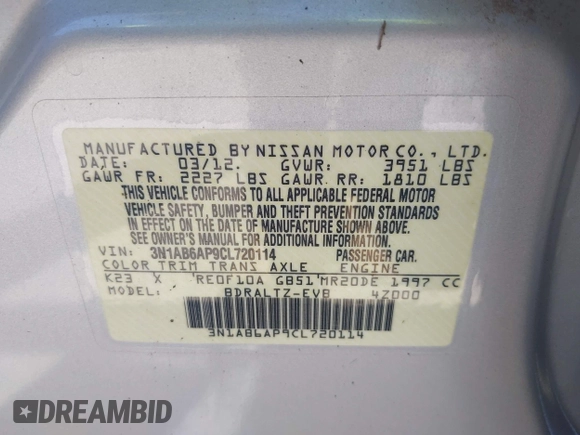 MANUFACTURED BY NISSAN MOTOR CO., LTD.
DATE: 03/12. GVWR: 3951 LBS
GAWR FR: 2227 LBS GAWR RR: 1810 LBS
THIS VEHICLE CONFORMS TO ALL APPLICABLE FEDERAL MOTOR
VEHICLE SAFETY, BUMPER AND THEFT PREVENTION STANDARDS
IN EFFECT ON THE DATE OF MANUFACTURE SHOWN ABOVE.
SEE OWNER'S MANUAL FOR ADDITIONAL INFORMATION
VIN: 3N1AB6AP9CL720114 PASSENGER CAR.
COLOR TRIM TRANS AXLE ENGINE
K23 X RE0F10A GB51 MR20DE 1997 CC
MODEL BDRALTZ-EVB 4Z000
3N1AB6AP9CL720114
DREAMBID